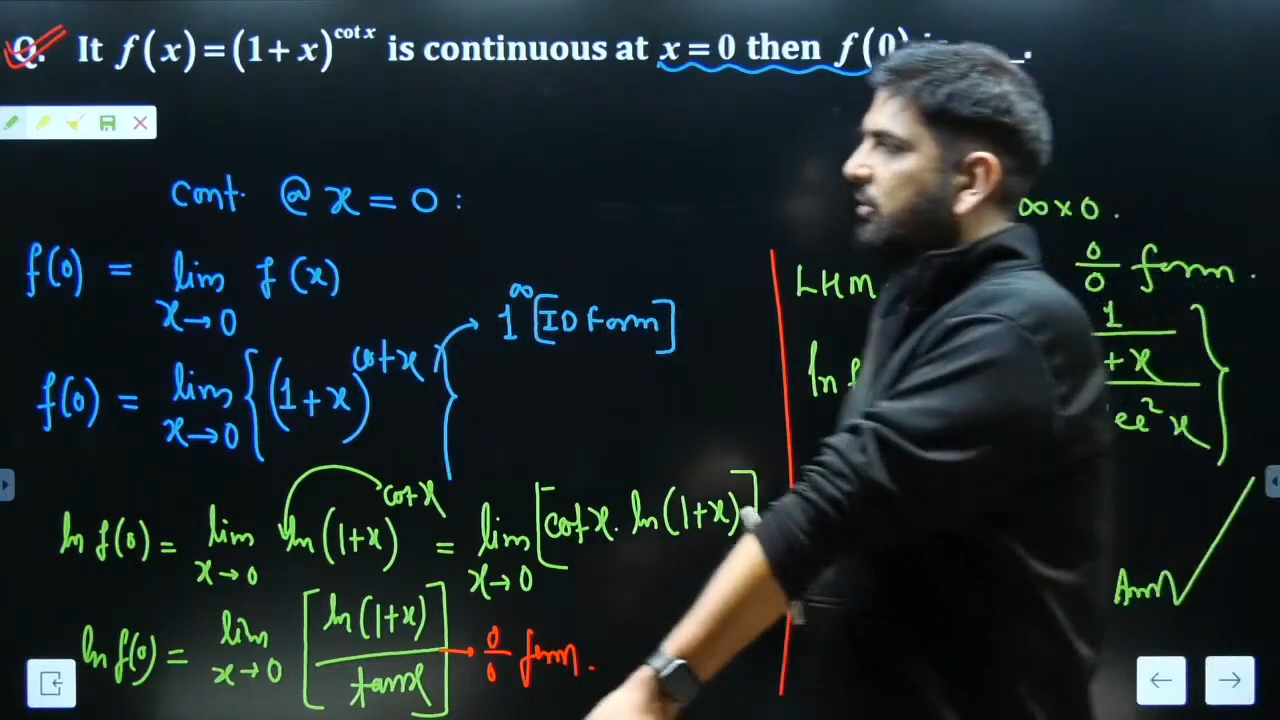 Q. It f(x)=(1+x)^cot x is continuous at x=0 then f(0)
cont. @ x = 0 :
f(0) = lim x→0 f(x)
f(0) = lim x→0 {(1+x)^cot x} → 1^∞ [ID Form]
ln f(0) = lim x→0 ln(1+x)^cot x = lim x→0 [cot x. ln(1+x)]
ln f(0) = lim x→0 [ln(1+x)/tan x] → 0/0 form.
∞ x 0.
0/0 form.
ln
1
+x
x